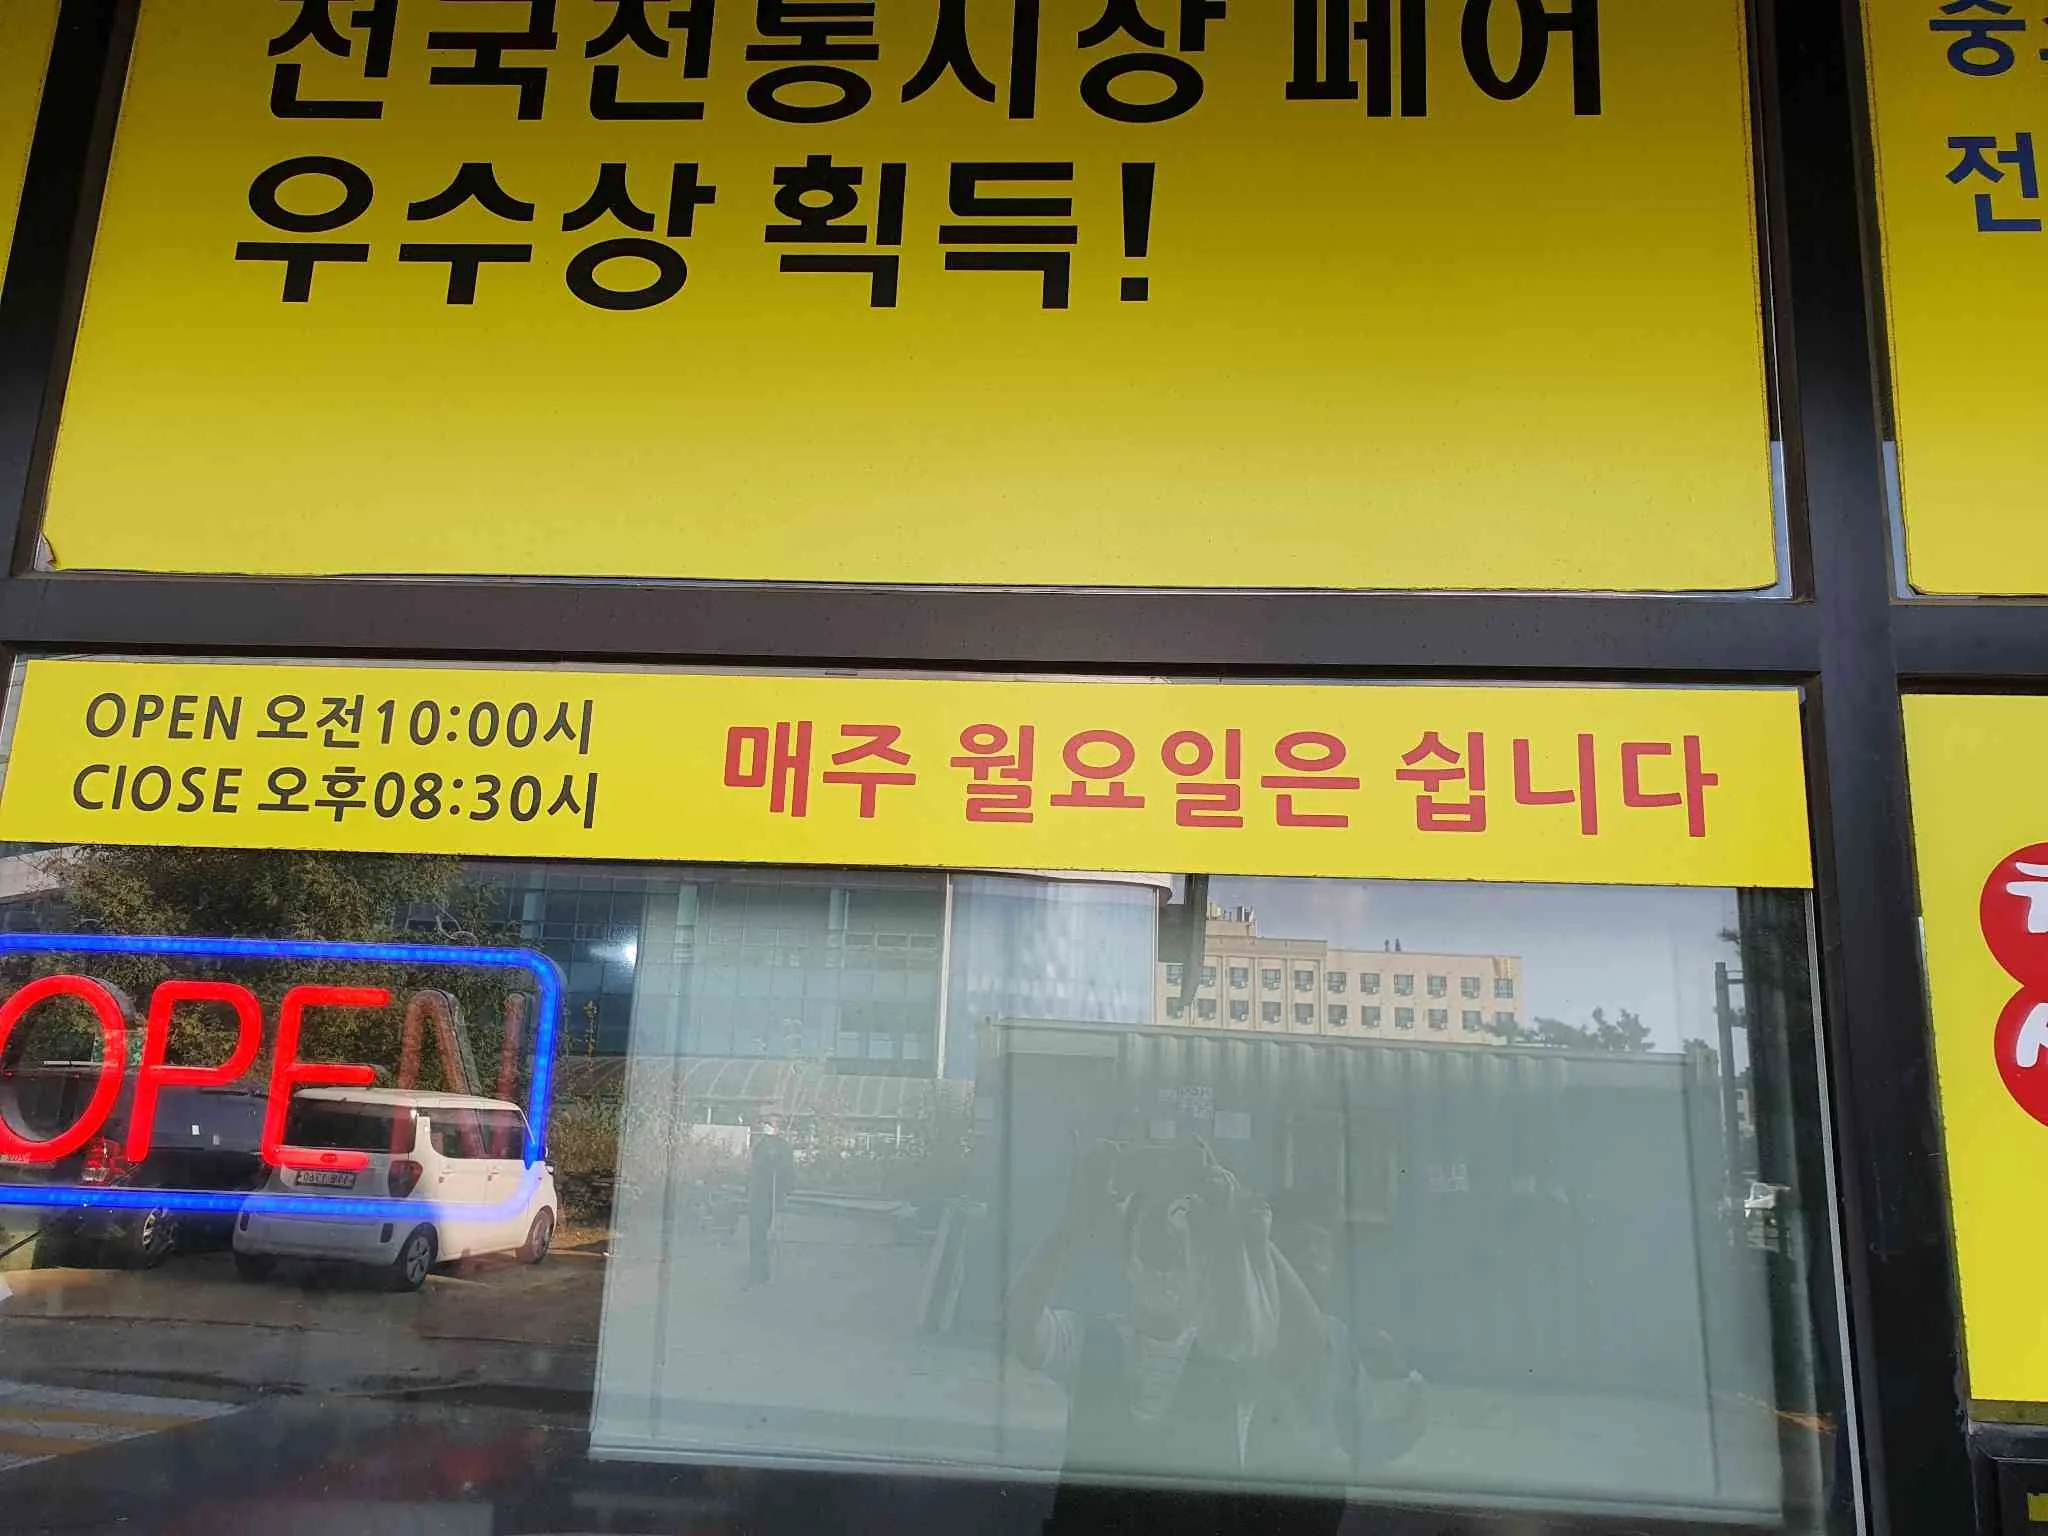 전국전통시장 페어
우수상 획득!
전
OPEN 오전10:00시
CIOSE 오후08:30시
매주 월요일은 쉽니다
OPEN